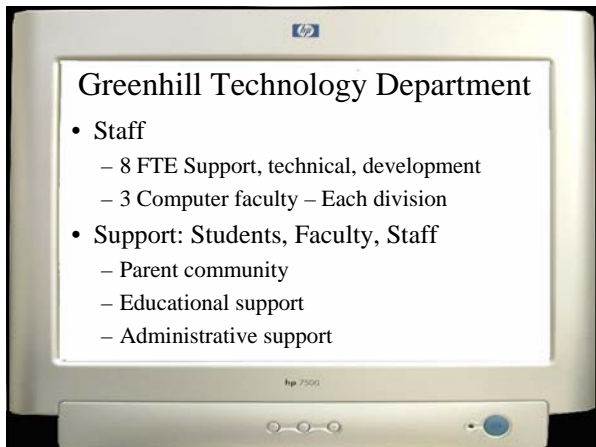 hp
Greenhill Technology Department
• Staff
– 8 FTE Support, technical, development
– 3 Computer faculty – Each division
• Support: Students, Faculty, Staff
– Parent community
– Educational support
– Administrative support
hp 7500